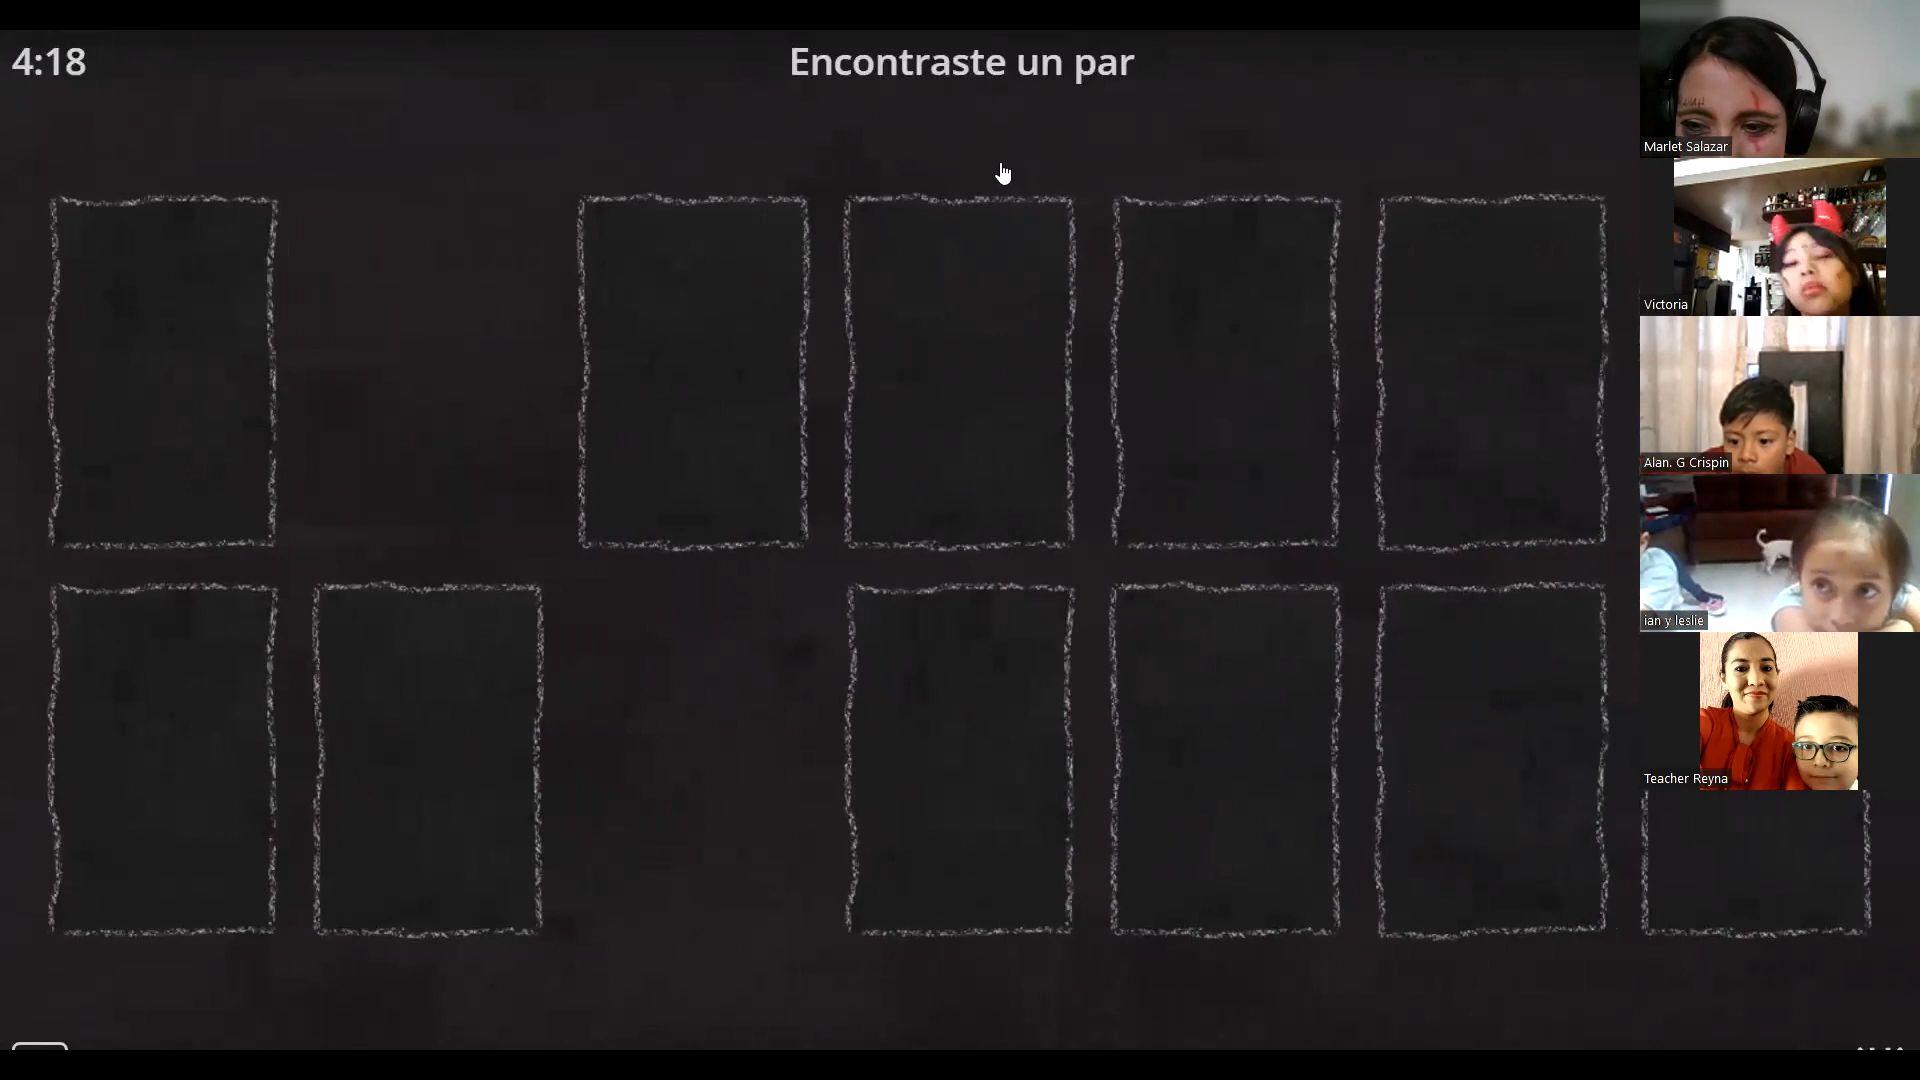 4:18
Encontraste un par
Marlet Salazar
Victoria
Alan. G Crispin
ian y leslie
Teacher Reyna